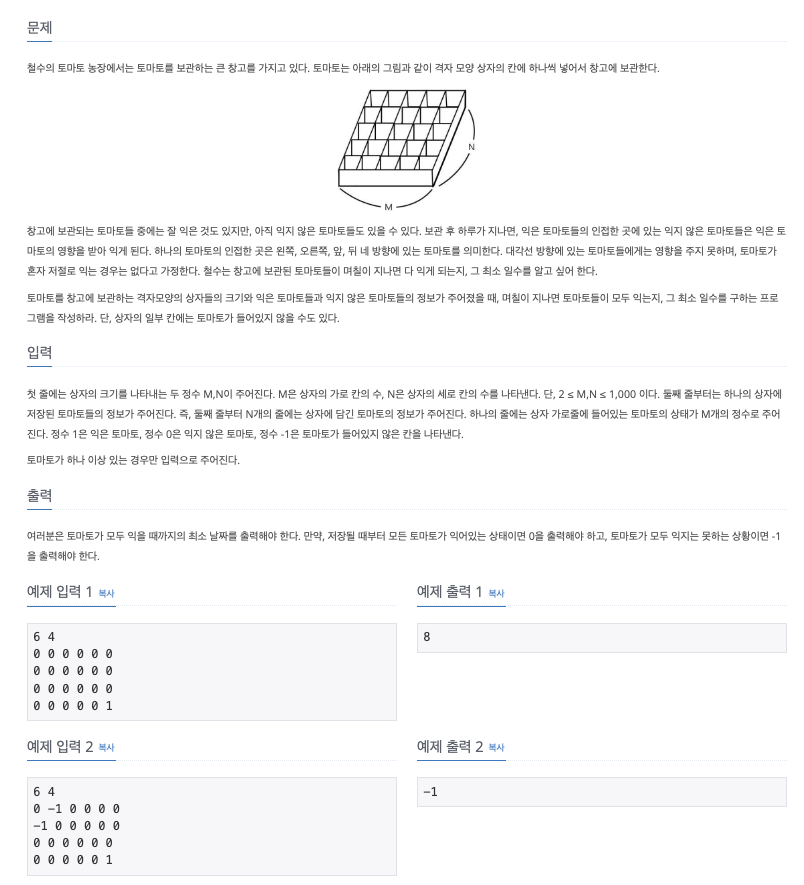 문제
철수의 토마토 농장에서는 토마토를 보관하는 큰 창고를 가지고 있다. 토마토는 아래의 그림과 같이 격자 모양 상자의 칸에 하나씩 넣어서 창고에 보관한다.
N
M
창고에 보관되는 토마토들 중에는 잘 익은 것도 있지만, 아직 익지 않은 토마토들도 있을 수 있다. 보관 후 하루가 지나면, 익은 토마토들의 인접한 곳에 있는 익지 않은 토마토들은 익은 토
마토의 영향을 받아 익게 된다. 하나의 토마토의 인접한 곳은 왼쪽, 오른쪽, 앞, 뒤 네 방향에 있는 토마토를 의미한다. 대각선 방향에 있는 토마토들에게는 영향을 주지 못하며, 토마토가
혼자 저절로 익는 경우는 없다고 가정한다. 철수는 창고에 보관된 토마토들이 며칠이 지나면 다 익게 되는지, 그 최소 일수를 알고 싶어 한다.
토마토를 창고에 보관하는 격자모양의 상자들의 크기와 익은 토마토들과 익지 않은 토마토들의 정보가 주어졌을 때, 며칠이 지나면 토마토들이 모두 익는지, 그 최소 일수를 구하는 프로
그램을 작성하라. 단, 상자의 일부 칸에는 토마토가 들어있지 않을 수도 있다.
입력
첫 줄에는 상자의 크기를 나타내는 두 정수 M,N이 주어진다. M은 상자의 가로 칸의 수, N은 상자의 세로 칸의 수를 나타낸다. 단, 2 ≤ M,N ≤ 1,000 이다. 둘째 줄부터는 하나의 상자에
저장된 토마토들의 정보가 주어진다. 즉, 둘째 줄부터 N개의 줄에는 상자에 담긴 토마토의 정보가 주어진다. 하나의 줄에는 상자 가로줄에 들어있는 토마토의 상태가 M개의 정수로 주어
진다. 정수 1은 익은 토마토, 정수 0은 익지 않은 토마토, 정수 -1은 토마토가 들어있지 않은 칸을 나타낸다.
토마토가 하나 이상 있는 경우만 입력으로 주어진다.
출력
여러분은 토마토가 모두 익을 때까지의 최소 날짜를 출력해야 한다. 만약, 저장될 때부터 모든 토마토가 익어있는 상태이면 0을 출력해야 하고, 토마토가 모두 익지는 못하는 상황이면 -1
을 출력해야 한다.
예제 입력 1 복사
6 4
0 0 0 0 0 0
0 0 0 0 0 0
0 0 0 0 0 0
0 0 0 0 0 1
예제 출력 1 복사
8
예제 입력 2 복사
6 4
0 -1 0 0 0 0
-1 0 0 0 0 0
0 0 0 0 0 0
0 0 0 0 0 1
예제 출력 2 복사
-1